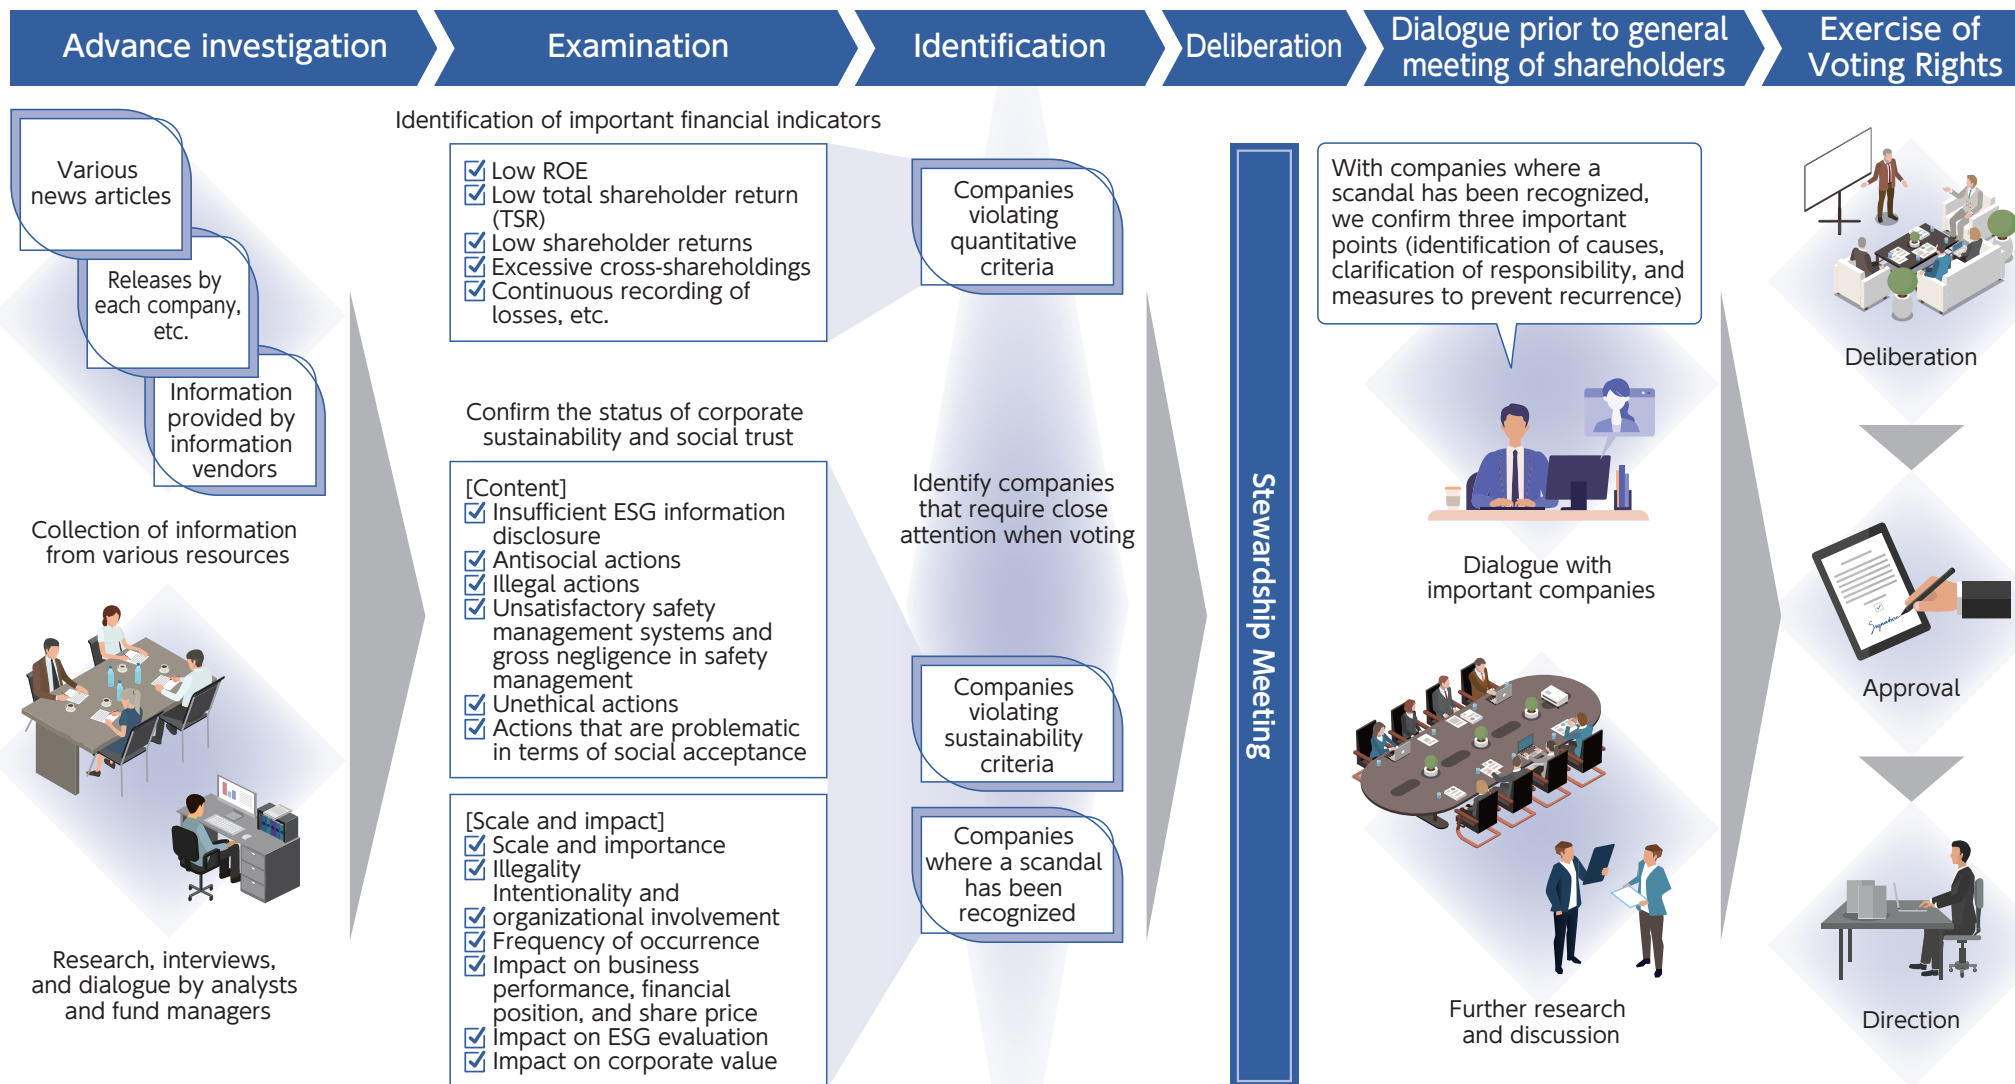 Advance investigation
Examination
Identification
Deliberation
Dialogue prior to general
meeting of shareholders
Exercise of
Voting Rights
Various
news articles
Releases by
each company,
etc.
Information
provided by
information
vendors
Collection of information
from various resources
Research, interviews,
and dialogue by analysts
and fund managers
Identification of important financial indicators
Low ROE
Low total shareholder return
(TSR)
Low shareholder returns
Excessive cross-shareholdings
Continuous recording of
losses, etc.
Confirm the status of corporate
sustainability and social trust
[Content]
Insufficient ESG information
disclosure
Antisocial actions
Illegal actions
Unsatisfactory safety
management systems and
gross negligence in safety
management
Unethical actions
Actions that are problematic
in terms of social acceptance
[Scale and impact]
Scale and importance
Illegality
Intentionality and
organizational involvement
Frequency of occurrence
Impact on business
performance, financial
position, and share price
Impact on ESG evaluation
Impact on corporate value
Companies
violating
quantitative
criteria
Identify companies
that require close
attention when voting
Companies
violating
sustainability
criteria
Companies
where a scandal
has been
recognized
Stewardship Meeting
With companies where a
scandal has been recognized,
we confirm three important
points (identification of causes,
clarification of responsibility, and
measures to prevent recurrence)
Dialogue with
important companies
Further research
and discussion
Deliberation
Signature
Approval
Direction